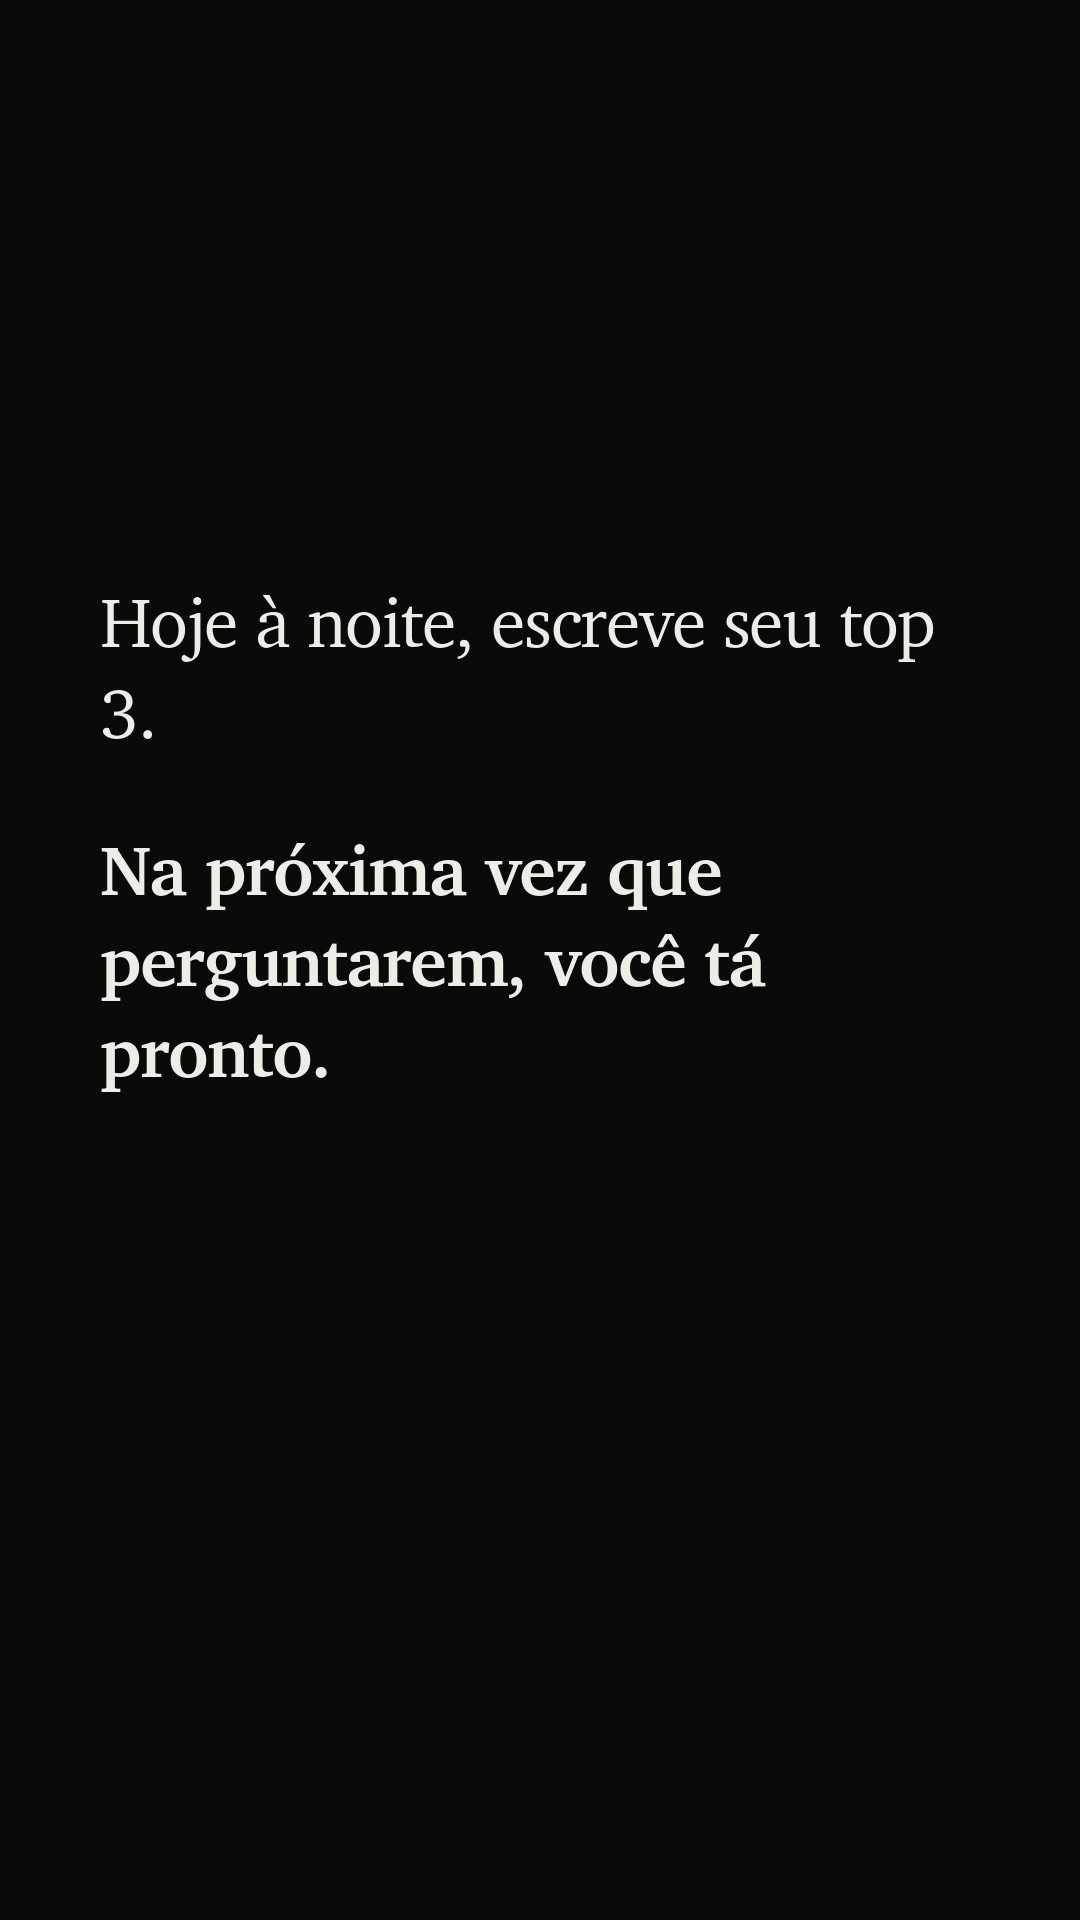 Hoje à noite, escreve seu top
3.
Na próxima vez que
perguntarem, você tá
pronto.